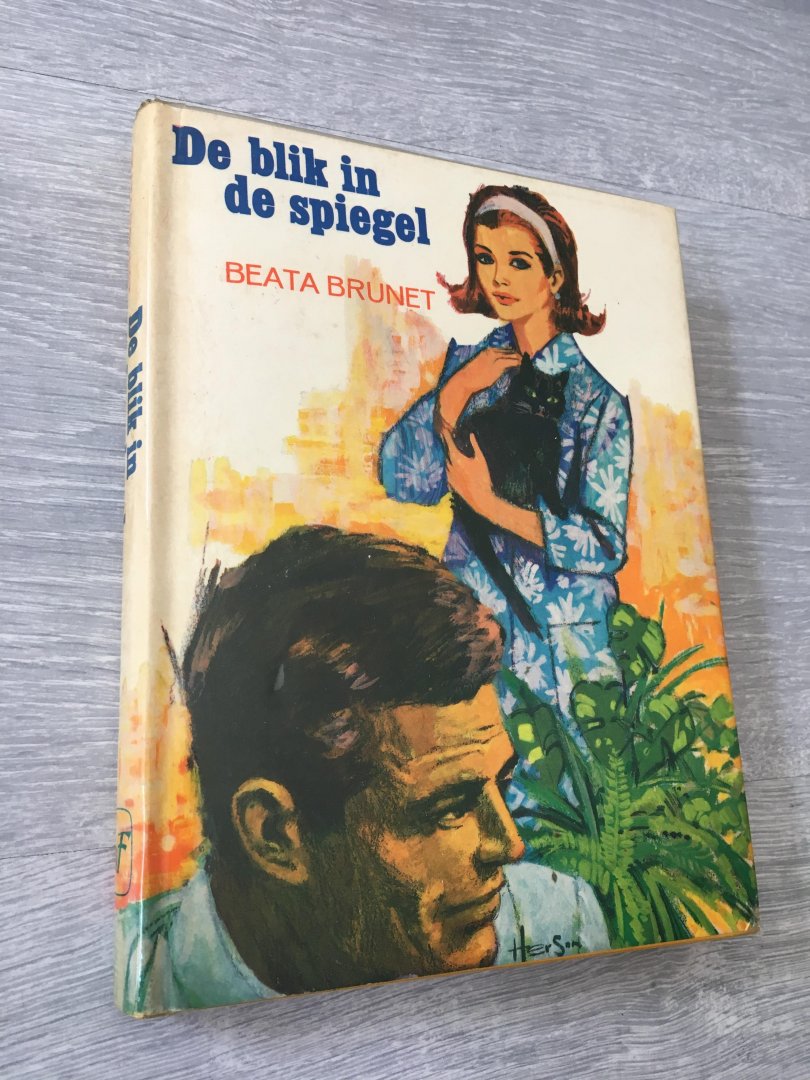 De blik in
de spiegel
BEATA BRUNET
De blik in
F
HerSon